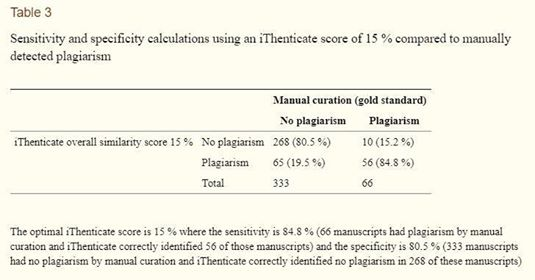 Table 3
Sensitivity and specificity calculations using an iThenticate score of 15 % compared to manually
detected plagiarism
Manual curation (gold standard)
No plagiarism Plagiarism
iThenticate overall similarity score 15 % No plagiarism 268 (80.5 %) 10 (15.2 %)
Plagiarism 65 (19.5 %) 56 (84.8 %)
Total 333 66
The optimal iThenticate score is 15 % where the sensitivity is 84.8 % (66 manuscripts had plagiarism by manual
curation and iThenticate correctly identified 56 of those manuscripts) and the specificity is 80.5 % (333 manuscripts
had no plagiarism by manual curation and iThenticate correctly identified no plagiarism in 268 of these manuscripts)